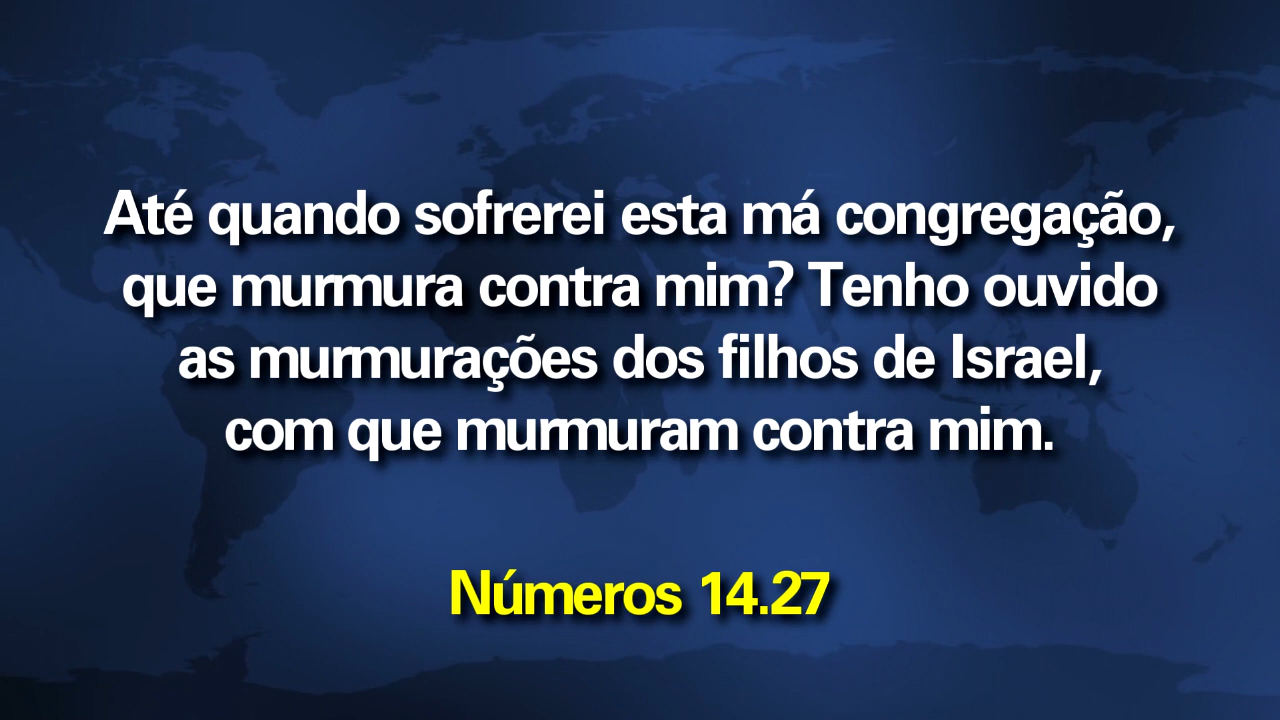 Até quando sofrerei esta má congregação,
que murmura contra mim? Tenho ouvido
as murmurações dos filhos de Israel,
com que murmuram contra mim.
Números 14.27